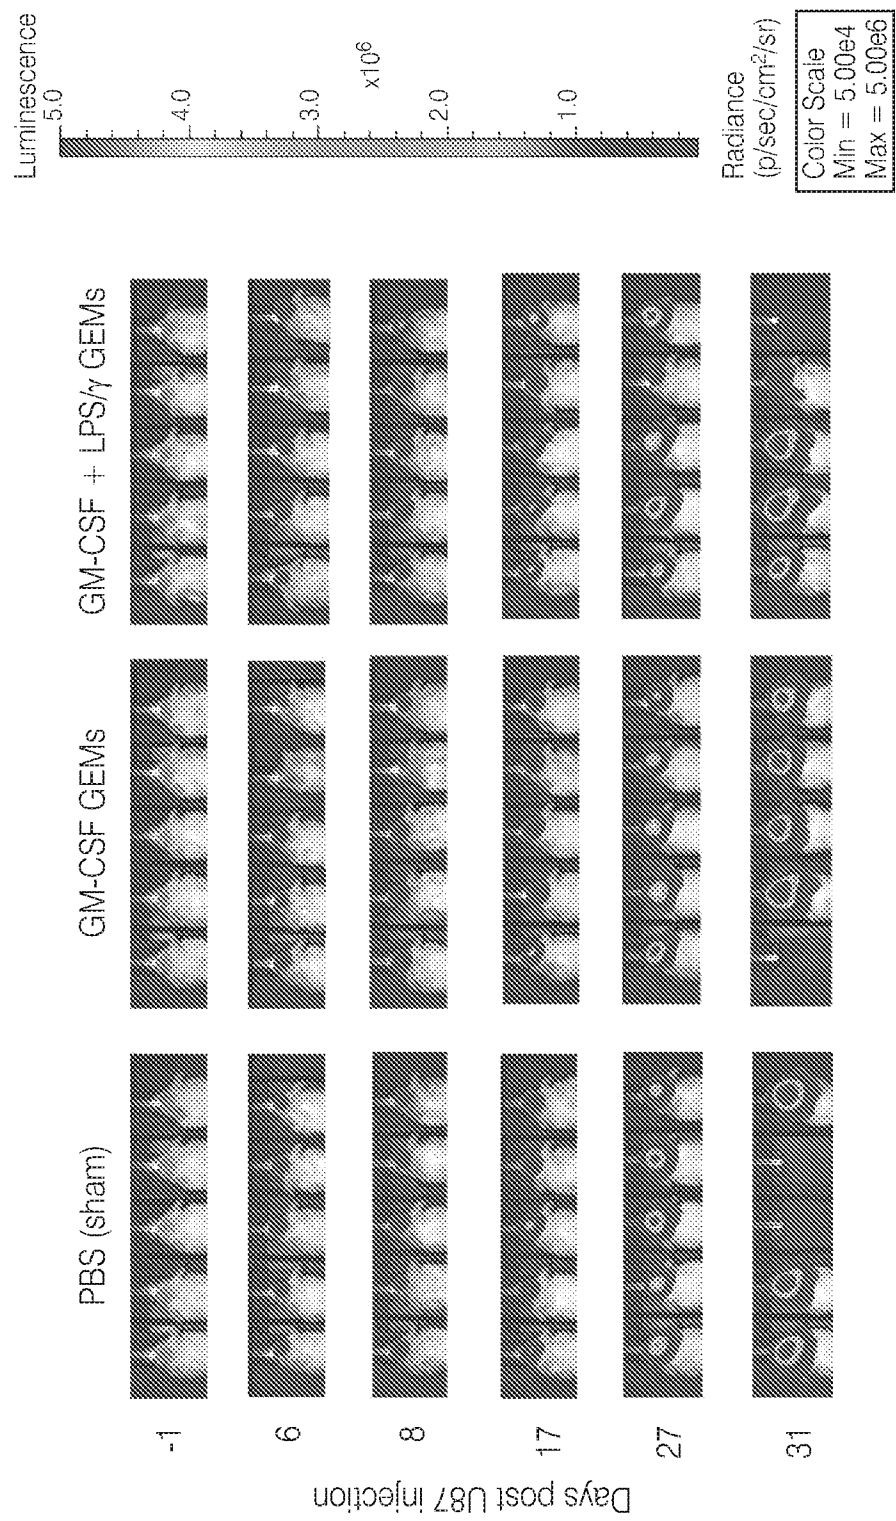 Luminescence
5.0
4.0
3.0
x10⁶
2.0
1.0
Radiance
(p/sec/cm²/sr)
Color Scale
Min = 5.00e4
Max = 5.00e6
PBS (sham)
GM-CSF GEMs
GM-CSF + LPS/γ GEMs
Days post U87 injection
-1
6
8
17
27
31